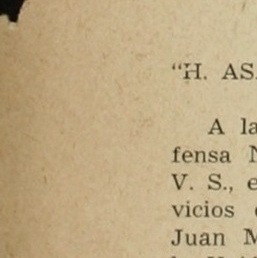 "H. AS
A la
fensa N
V. S., e
vicios
Juan M